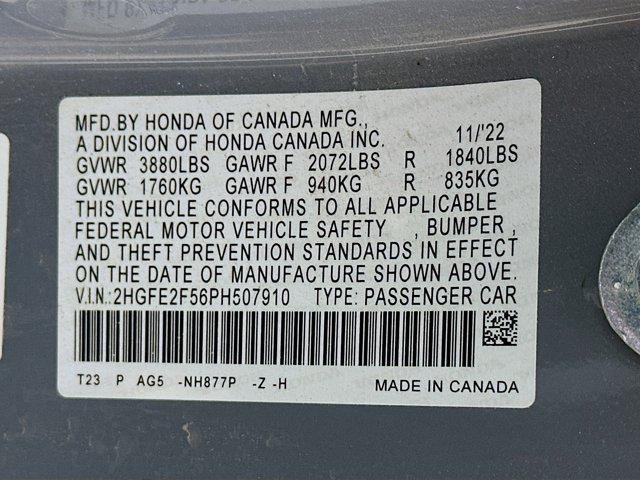 MFD.BY HONDA OF CANADA MFG.,
A DIVISION OF HONDA CANADA INC. 11/'22
GVWR 3880LBS GAWR F 2072LBS R 1840LBS
GVWR 1760KG GAWR F 940KG R 835KG
THIS VEHICLE CONFORMS TO ALL APPLICABLE
FEDERAL MOTOR VEHICLE SAFETY , BUMPER ,
AND THEFT PREVENTION STANDARDS IN EFFECT
ON THE DATE OF MANUFACTURE SHOWN ABOVE.
V.I.N.:2HGFE2F56PH507910 TYPE: PASSENGER CAR
T23 P AG5 -NH877P -Z -H MADE IN CANADA